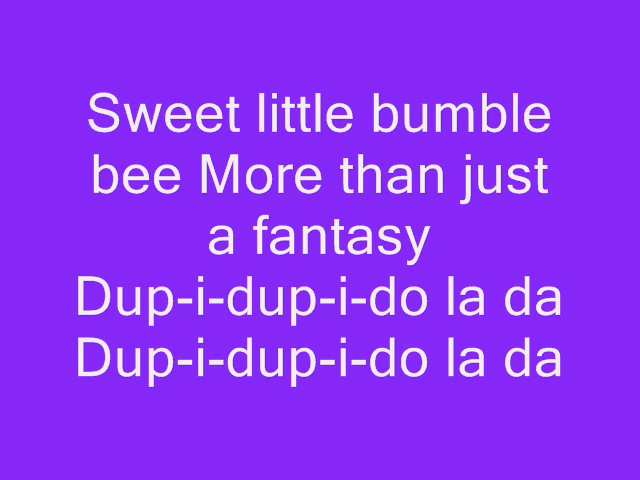 Sweet little bumble
bee More than just
a fantasy
Dup-i-dup-i-do la da
Dup-i-dup-i-do la da